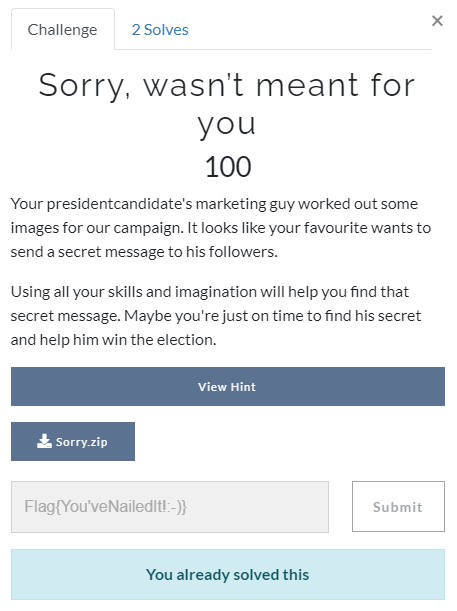 Challenge
2 Solves
×
Sorry, wasn’t meant for
you
100
Your presidentcandidate's marketing guy worked out some
images for our campaign. It looks like your favourite wants to
send a secret message to his followers.
Using all your skills and imagination will help you find that
secret message. Maybe you're just on time to find his secret
and help him win the election.
View Hint
Sorry.zip
Flag{You'veNailedIt!:-)}
Submit
You already solved this